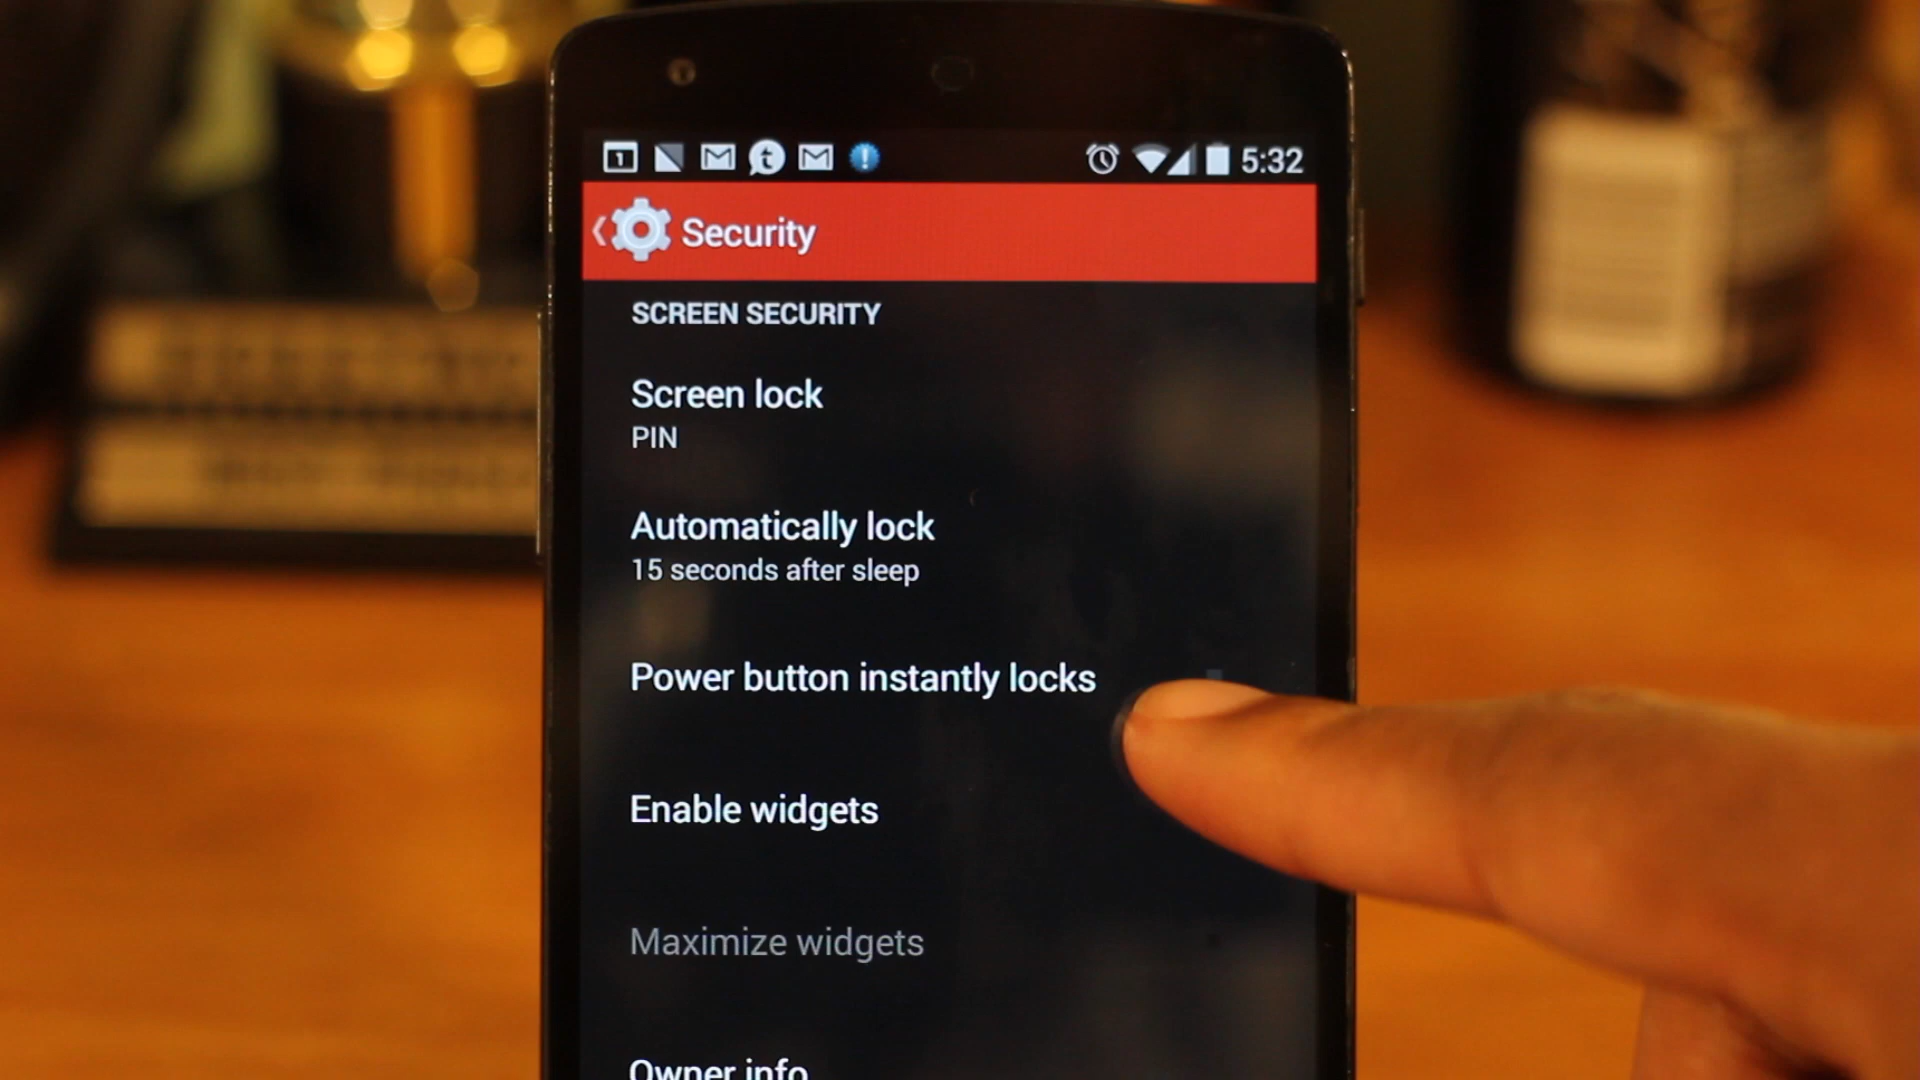 1 t ! 5:32
Security
SCREEN SECURITY
Screen lock
PIN
Automatically lock
15 seconds after sleep
Power button instantly locks
Enable widgets
Maximize widgets
Owner info